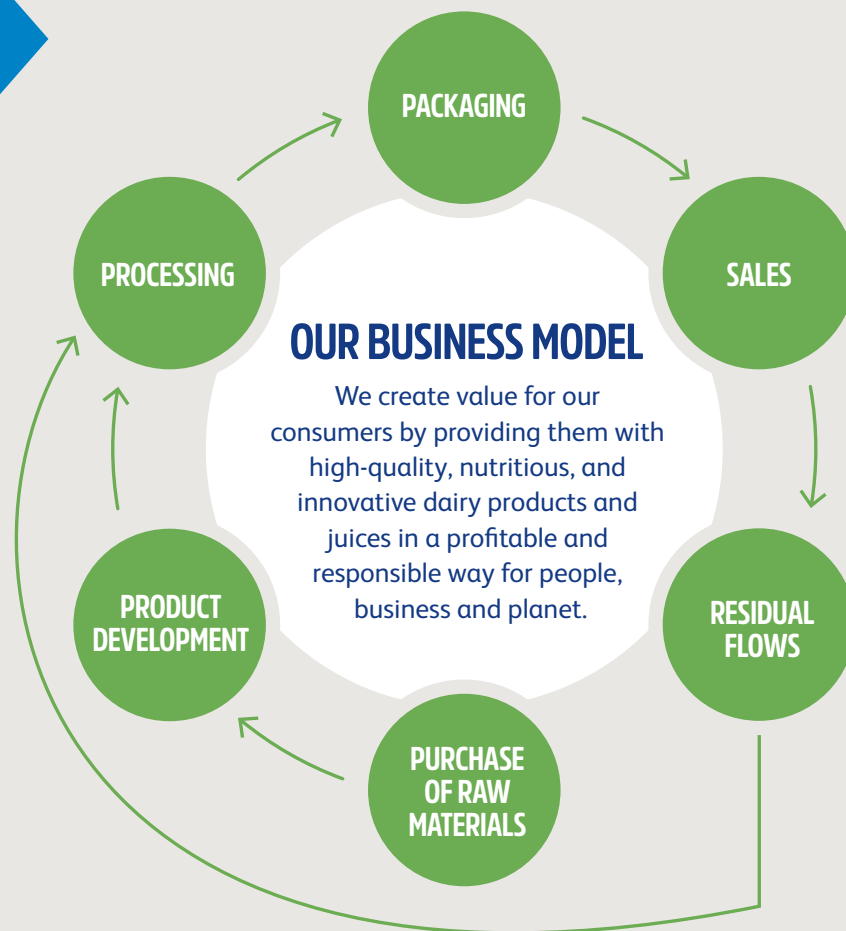 PACKAGING
PROCESSING
SALES
OUR BUSINESS MODEL
We create value for our
consumers by providing them with
high-quality, nutritious, and
innovative dairy products and
juices in a profitable and
responsible way for people,
business and planet.
PRODUCT
DEVELOPMENT
RESIDUAL
FLOWS
PURCHASE
OF RAW
MATERIALS